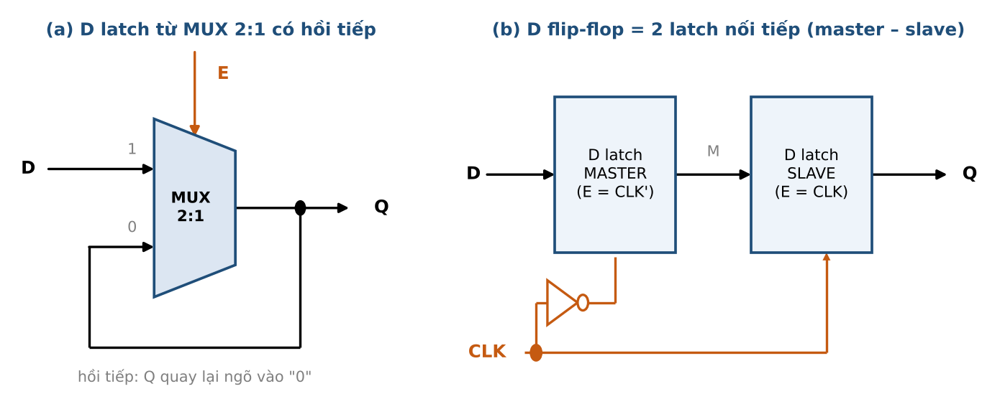 (a) D latch từ MUX 2:1 có hồi tiếp
E
1
D
MUX
2:1
Q
0
hồi tiếp: Q quay lại ngõ vào "0"
(b) D flip-flop = 2 latch nối tiếp (master – slave)
D
D latch
MASTER
(E = CLK')
M
D latch
SLAVE
(E = CLK)
Q
CLK